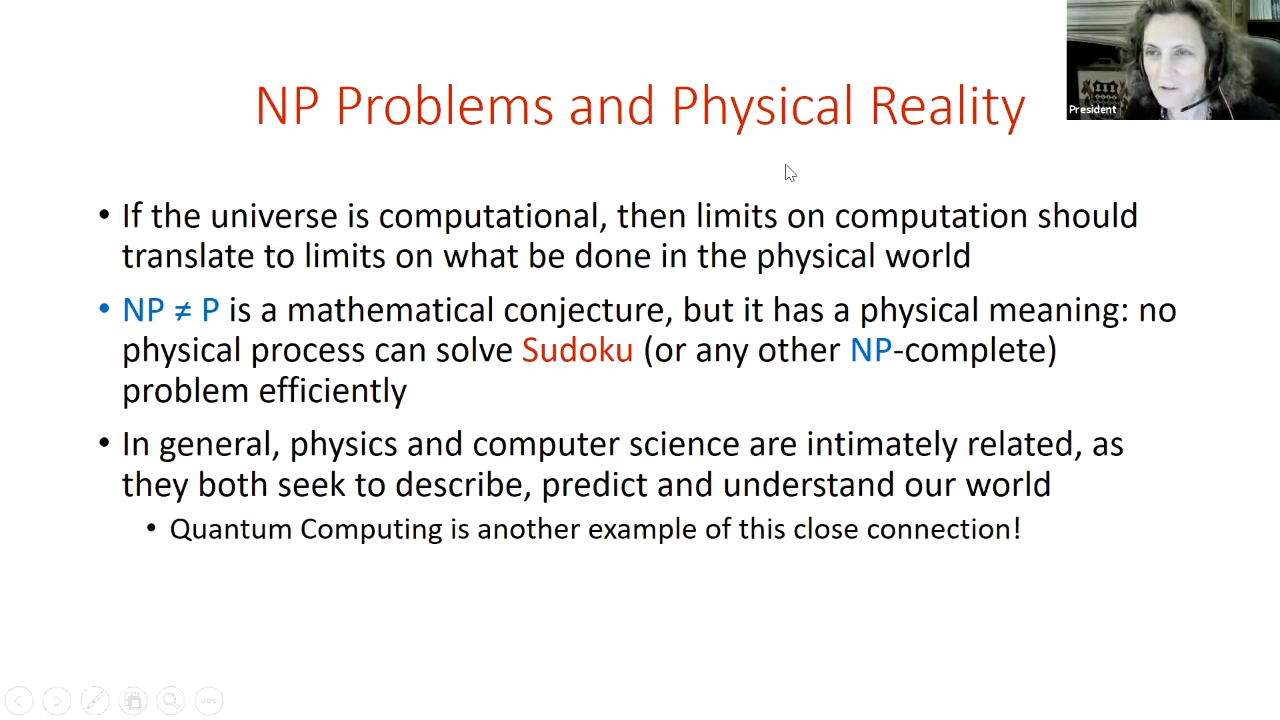 NP Problems and Physical Reality
President
• If the universe is computational, then limits on computation should
translate to limits on what be done in the physical world
• NP ≠ P is a mathematical conjecture, but it has a physical meaning: no
physical process can solve Sudoku (or any other NP-complete)
problem efficiently
• In general, physics and computer science are intimately related, as
they both seek to describe, predict and understand our world
• Quantum Computing is another example of this close connection!